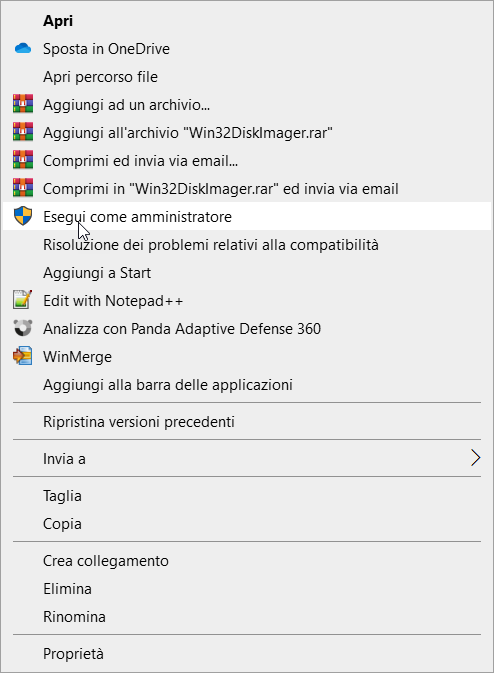 Apri
Sposta in OneDrive
Apri percorso file
Aggiungi ad un archivio...
Aggiungi all'archivio "Win32DiskImager.rar"
Comprimi ed invia via email...
Comprimi in "Win32DiskImager.rar" ed invia via email
Esegui come amministratore
Risoluzione dei problemi relativi alla compatibilità
Aggiungi a Start
Edit with Notepad++
Analizza con Panda Adaptive Defense 360
WinMerge
Aggiungi alla barra delle applicazioni
Ripristina versioni precedenti
Invia a
Taglia
Copia
Crea collegamento
Elimina
Rinomina
Proprietà